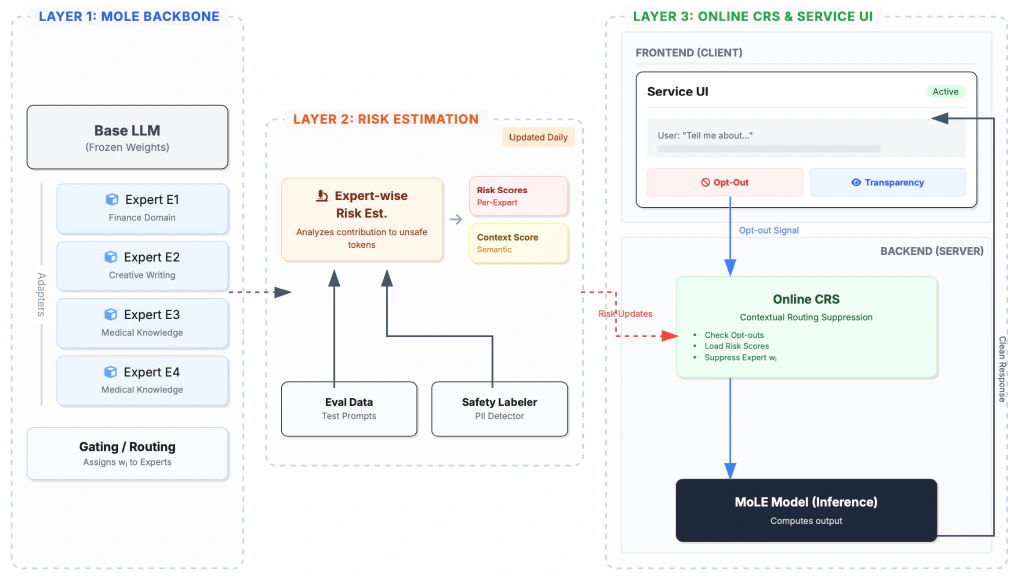 LAYER 1: MOLE BACKBONE
Base LLM
(Frozen Weights)
Adapters
Expert E1
Finance Domain
Expert E2
Creative Writing
Expert E3
Medical Knowledge
Expert E4
Medical Knowledge
Gating / Routing
Assigns wᵢ to Experts
LAYER 2: RISK ESTIMATION
Updated Daily
Expert-wise
Risk Est.
Analyzes contribution to unsafe
tokens
Risk Scores
Per-Expert
Context Score
Semantic
Eval Data
Test Prompts
Safety Labeler
PII Detector
Risk Updates
LAYER 3: ONLINE CRS & SERVICE UI
FRONTEND (CLIENT)
Service UI
Active
User: "Tell me about..."
Opt-Out
Transparency
Opt-out Signal
BACKEND (SERVER)
Online CRS
Contextual Routing Suppression
• Check Opt-outs
• Load Risk Scores
• Suppress Expert wᵢ
MoLE Model (Inference)
Computes output
Clean Response